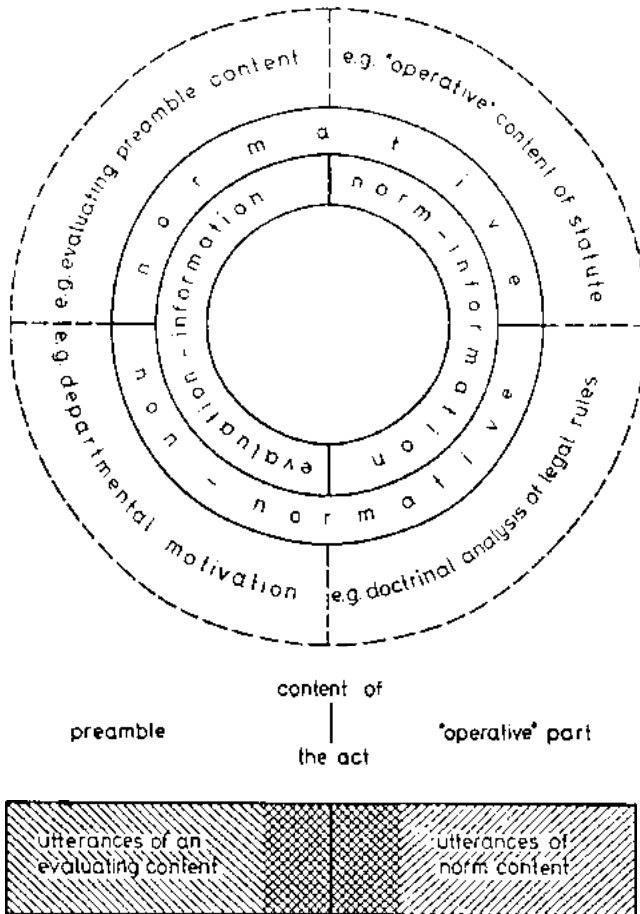 e.g. evaluating preamble content
e.g. "operative" content of statute
normative
evaluation-information
norm-information
non-normative
e.g. departmental motivation
e.g. doctrinal analysis of legal rules
content of
preamble
"operative" part
the act
utterances of an
evaluating content
utterances of
norm content